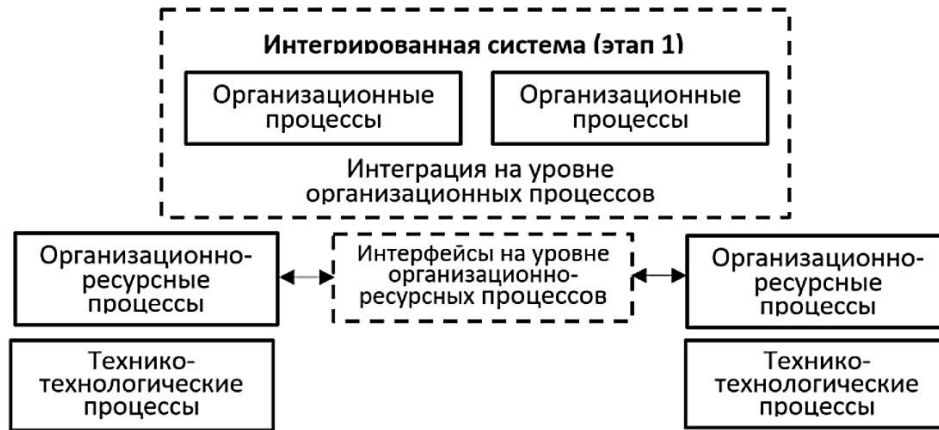 Интегрированная система (этап 1)
Организационные
процессы
Организационные
процессы
Интеграция на уровне
организационных процессов
Организационно-
ресурсные
процессы
Интерфейсы на уровне
организационно-
ресурсных процессов
Организационно-
ресурсные
процессы
Технико-
технологические
процессы
Технико-
технологические
процессы